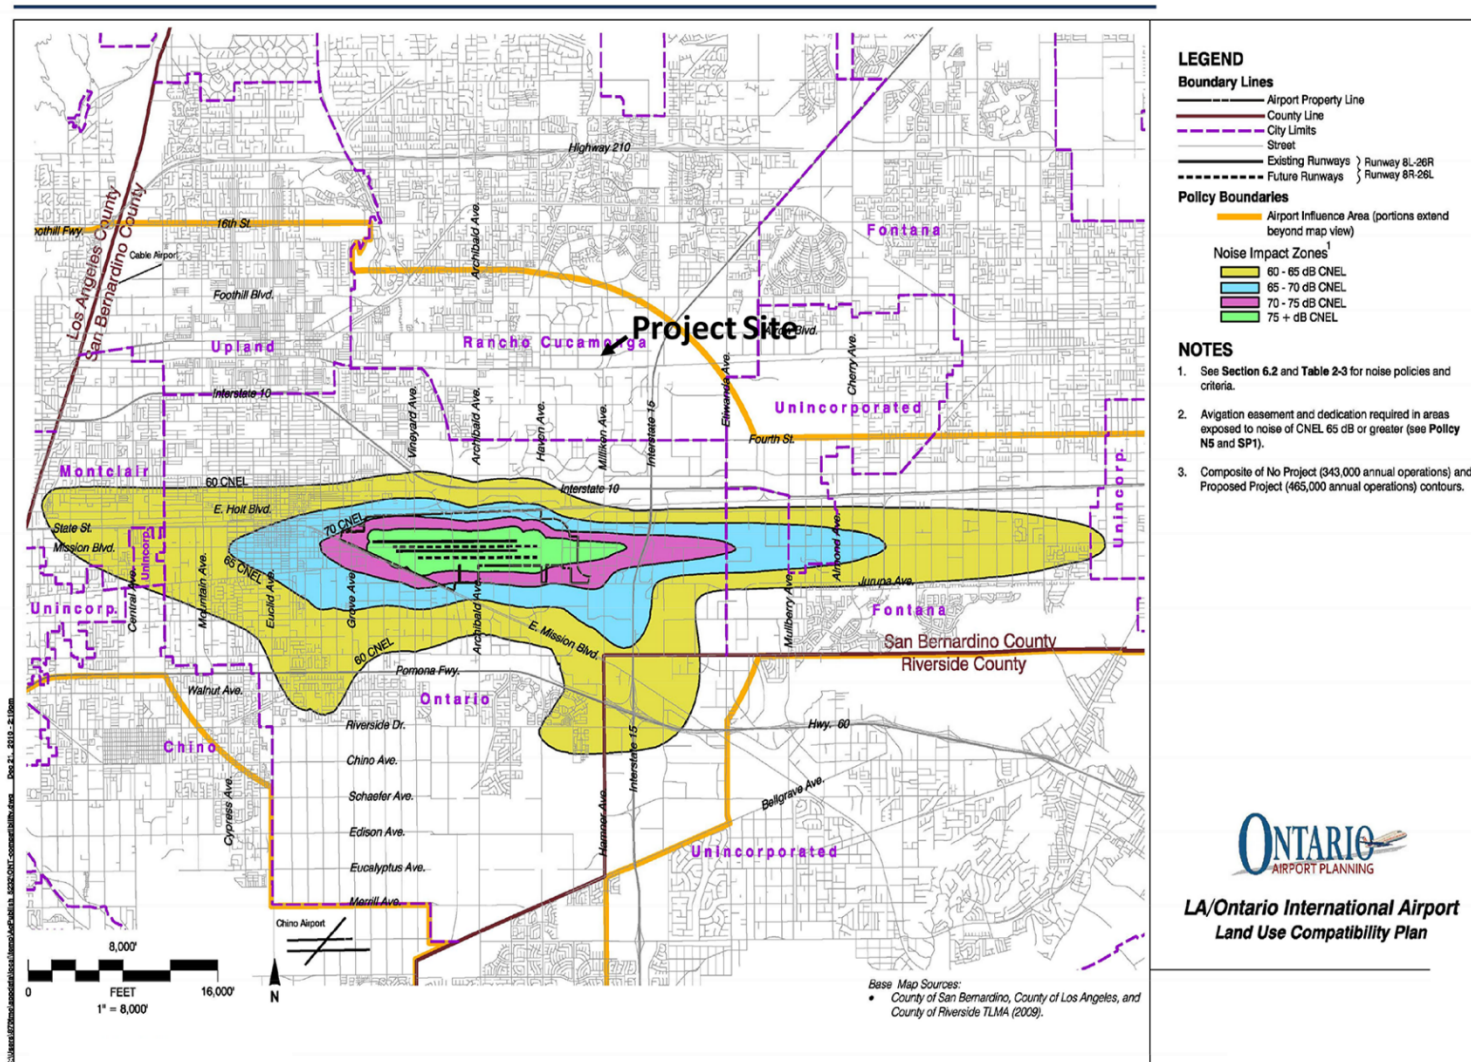 Highway 210
Los Angeles County
San Bernardino County
16th St.
oothill Fwy.
Cable Airport
Archibald Ave.
Fontana
Foothill Blvd.
Project Site
Blvd.
Upland
Rancho Cucamonga
Cherry Ave.
Etiwanda Ave.
Interstate 10
Vineyard Ave.
Archibald Ave.
Haven Ave.
Milliken Ave.
Interstate 15
Unincorporated
Fourth St.
Montclair
60 CNEL
Interstate 10
Unincorp.
E. Holt Blvd.
70 CNEL
State St.
Mission Blvd.
Unincorp.
65 CNEL
Central Ave.
Mountain Ave.
Euclid Ave.
Grove Ave.
Archibald Ave.
Almond Ave.
Mulberry Ave.
Jurupa Ave.
Unincorp.
Fontana
E. Mission Blvd.
60 CNEL
San Bernardino County
Riverside County
Pomona Fwy.
Walnut Ave.
Ontario
Riverside Dr.
Hwy. 60
Chino
Interstate 15
Chino Ave.
Schaefer Ave.
Cypress Ave.
Bellgrave Ave.
Edison Ave.
Hamner Ave.
Unincorporated
Eucalyptus Ave.
Merrill Ave.
Chino Airport
8,000'
0
FEET
16,000'
1" = 8,000'
N
Base Map Sources:
• County of San Bernardino, County of Los Angeles, and
County of Riverside TLMA (2009).
LEGEND
Boundary Lines
Airport Property Line
County Line
City Limits
Street
Existing Runways
Future Runways
Runway 8L-26R
Runway 8R-26L
Policy Boundaries
Airport Influence Area (portions extend
beyond map view)
Noise Impact Zones1
60 - 65 dB CNEL
65 - 70 dB CNEL
70 - 75 dB CNEL
75 + dB CNEL
NOTES
1. See Section 6.2 and Table 2-3 for noise policies and
criteria.
2. Avigation easement and dedication required in areas
exposed to noise of CNEL 65 dB or greater (see Policy
N5 and SP1).
3. Composite of No Project (343,000 annual operations) and
Proposed Project (465,000 annual operations) contours.
ONTARIO
AIRPORT PLANNING
LA/Ontario International Airport
Land Use Compatibility Plan